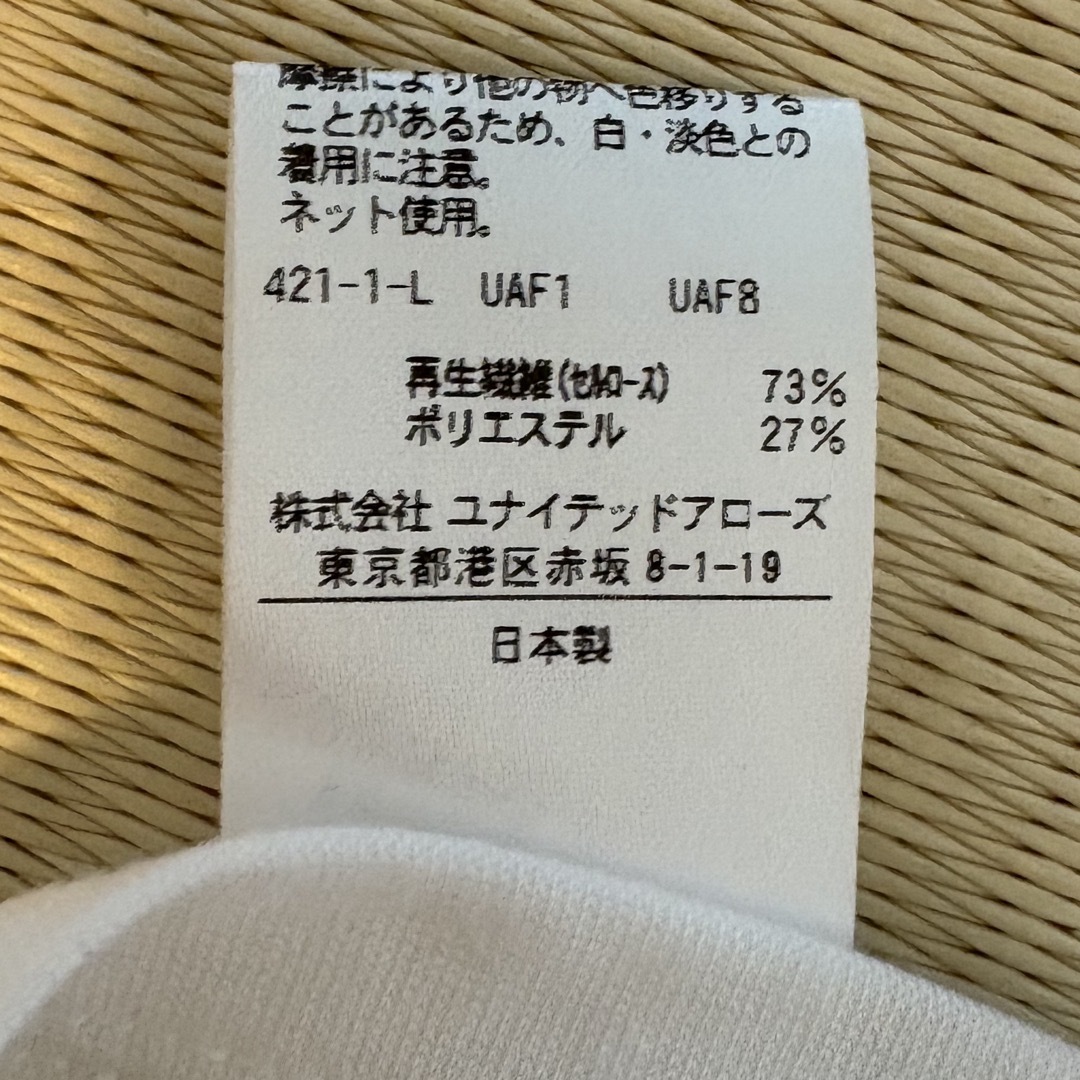 摩擦により他の物へ色移りする
ことがあるため、白・淡色との
着用に注意。
ネット使用。
421-1-L UAF1 UAF8
再生繊維(セルロース) 73%
ポリエステル 27%
株式会社 ユナイテッドアローズ
東京都港区赤坂 8-1-19
日本製